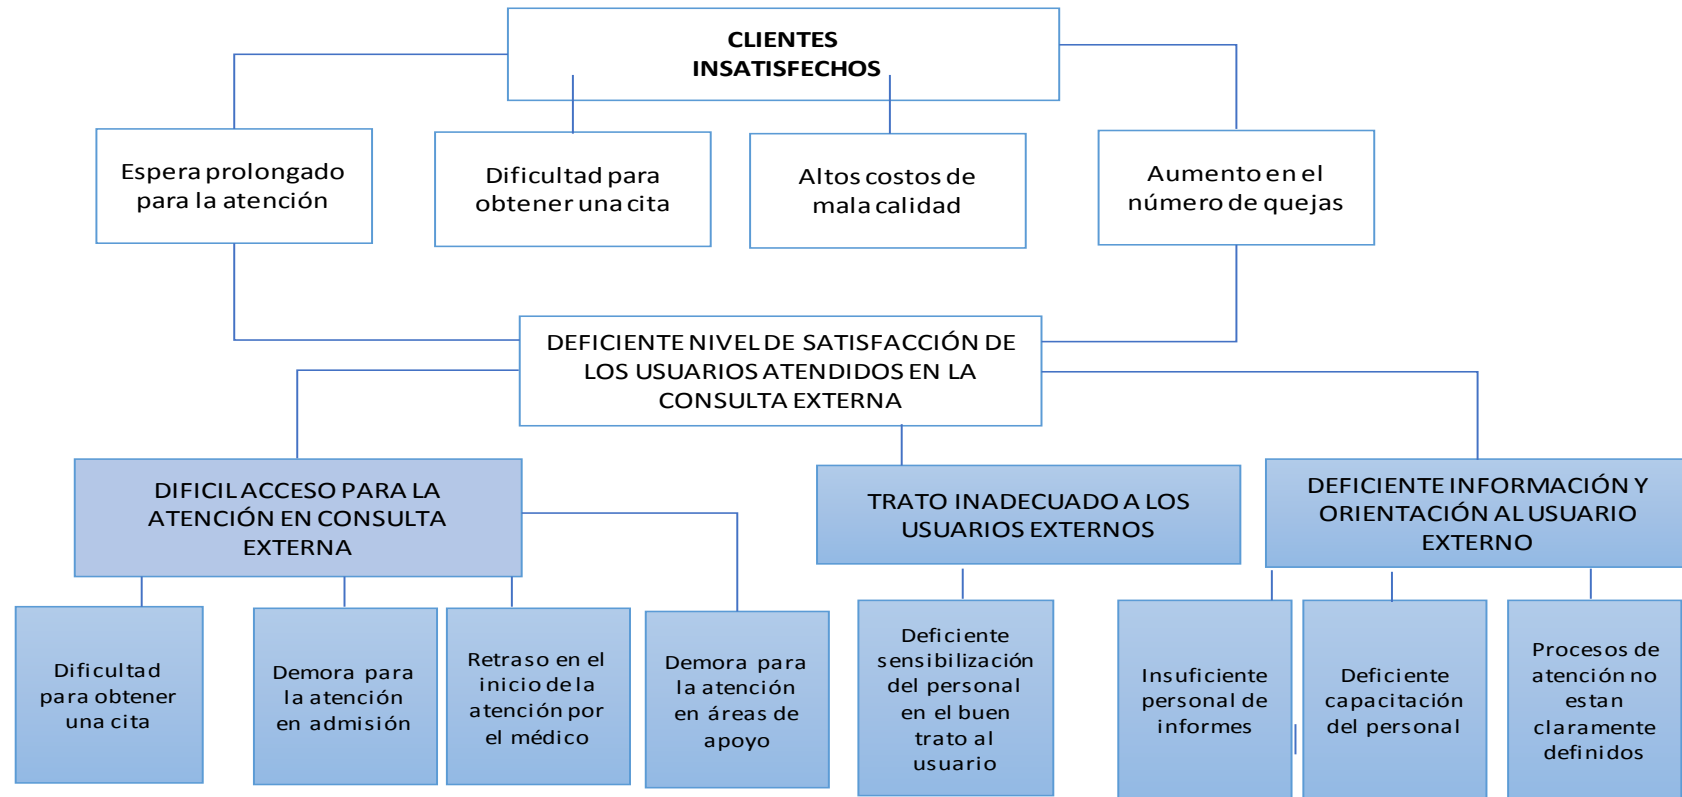 CLIENTES
INSATISFECHOS
Espera prolongado
para la atención
Dificultad para
obtener una cita
Altos costos de
mala calidad
Aumento en el
número de quejas
DEFICIENTE NIVEL DE SATISFACCIÓN DE
LOS USUARIOS ATENDIDOS EN LA
CONSULTA EXTERNA
DIFICIL ACCESO PARA LA
ATENCIÓN EN CONSULTA
EXTERNA
TRATO INADECUADO A LOS
USUARIOS EXTERNOS
DEFICIENTE INFORMACIÓN Y
ORIENTACIÓN AL USUARIO
EXTERNO
Dificultad
para obtener
una cita
Demora para
la atención
en admisión
Retraso en el
inicio de la
atención por
el médico
Demora para
la atención
en áreas de
apoyo
Deficiente
sensibilización
del personal
en el buen
trato al
usuario
Insuficiente
personal de
informes
Deficiente
capacitación
del personal
Procesos de
atención no
estan
claramente
definidos